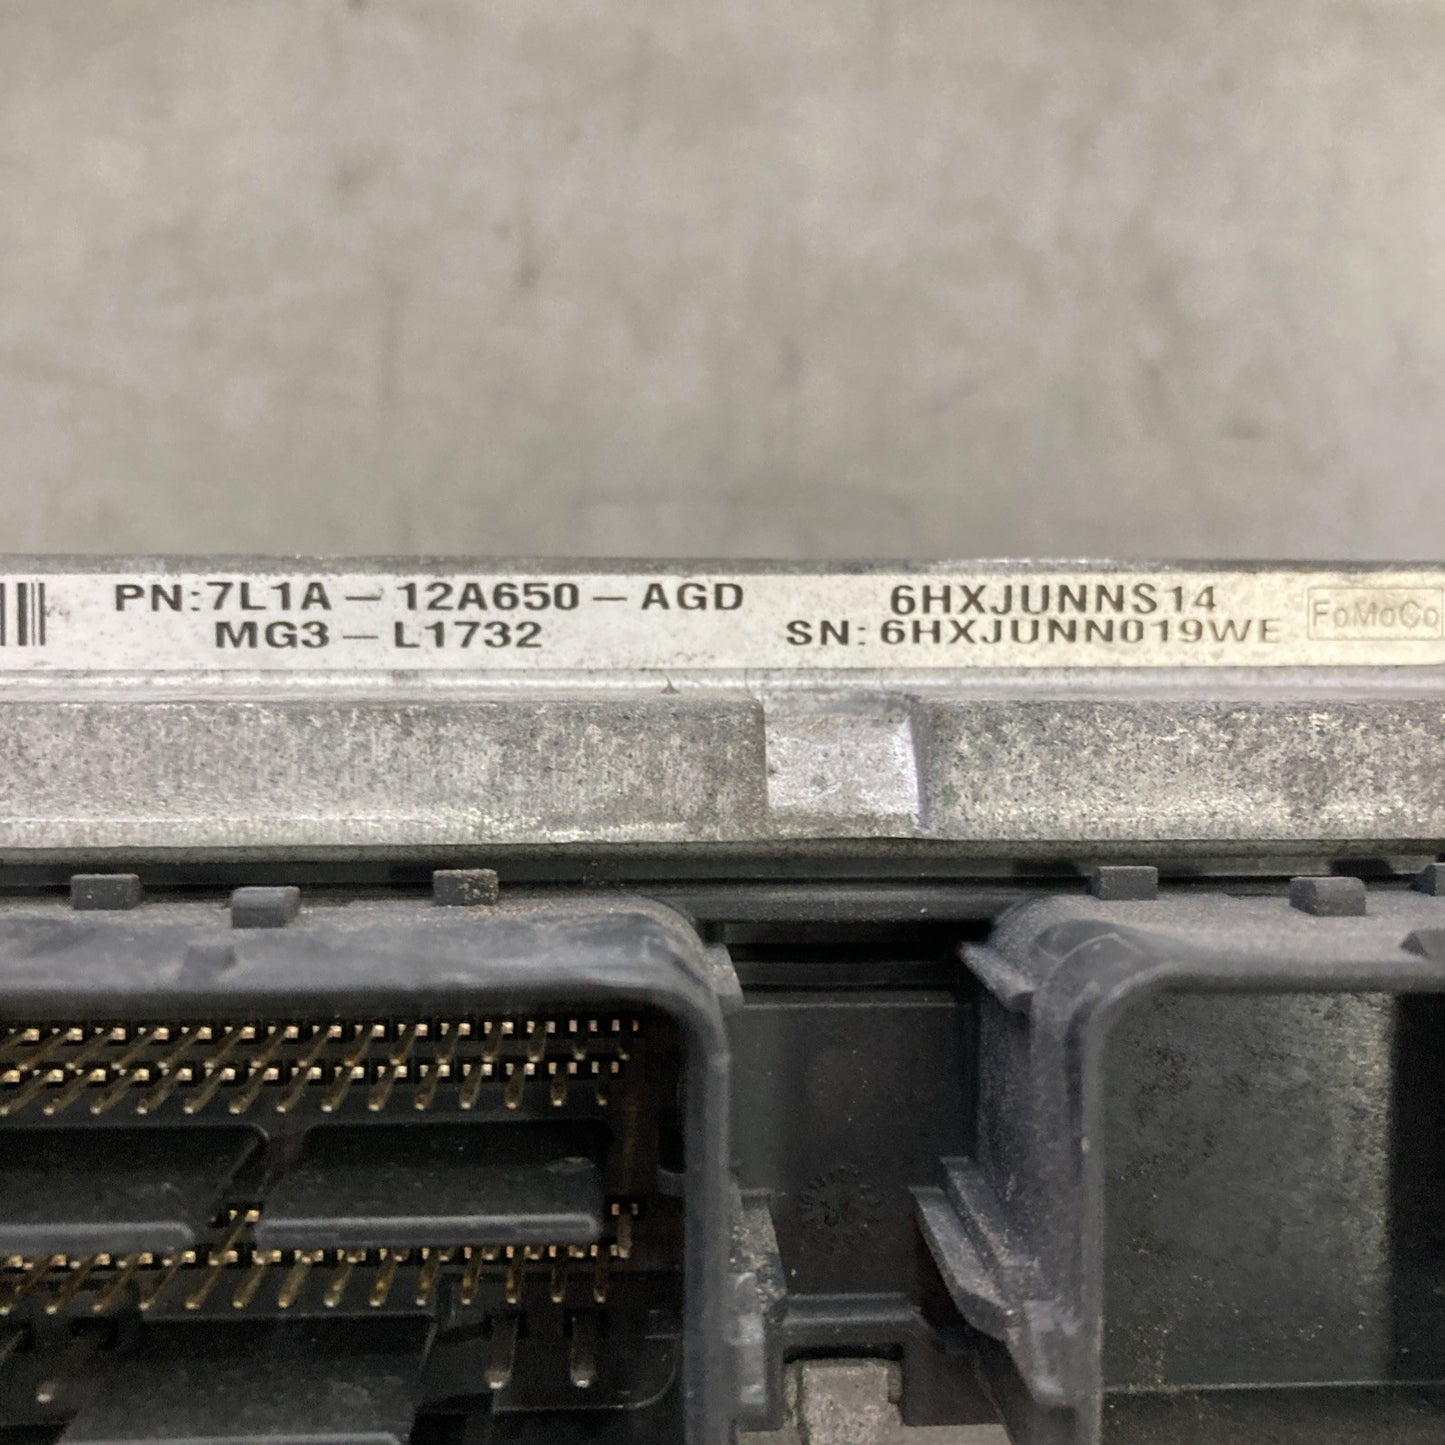 PN:7L1A-12A650-AGD
MG3-L1732
6HXJUNNS14
SN:6HXJUNN019WE
FoMoCo